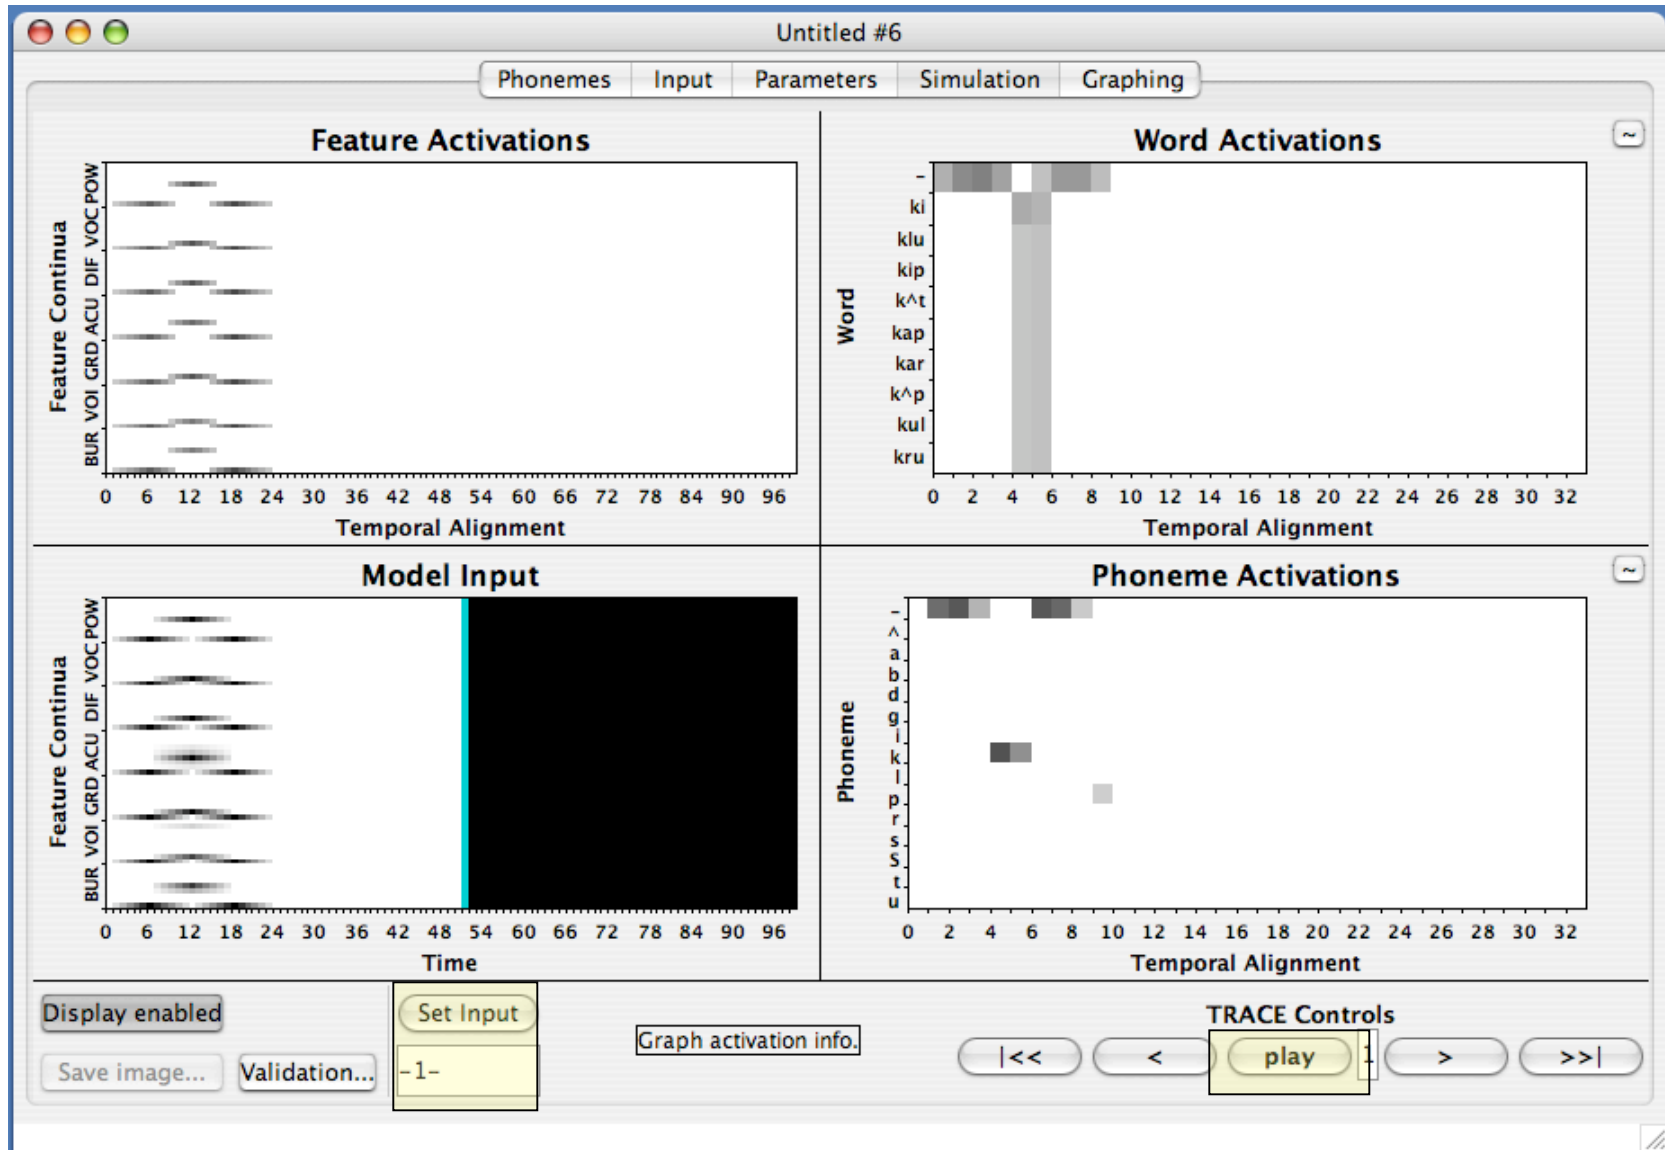 Untitled #6
Phonemes Input Parameters Simulation Graphing
Feature Activations
Feature Continua
POW
VOC
DIF
ACU
GRD
VOI
BUR
0 6 12 18 24 30 36 42 48 54 60 66 72 78 84 90 96
Temporal Alignment
Word Activations
~
Word
-
ki
klu
kip
k^t
kap
kar
k^p
kul
kru
0 2 4 6 8 10 12 14 16 18 20 22 24 26 28 30 32
Temporal Alignment
Model Input
Feature Continua
POW
VOC
DIF
ACU
GRD
VOI
BUR
0 6 12 18 24 30 36 42 48 54 60 66 72 78 84 90 96
Time
Phoneme Activations
~
Phoneme
-
^
a
b
d
g
i
k
l
p
r
s
S
t
u
0 2 4 6 8 10 12 14 16 18 20 22 24 26 28 30 32
Temporal Alignment
Display enabled
Save image...
Validation...
Set Input
-1-
Graph activation info.
TRACE Controls
|<< < play 1 > >>|